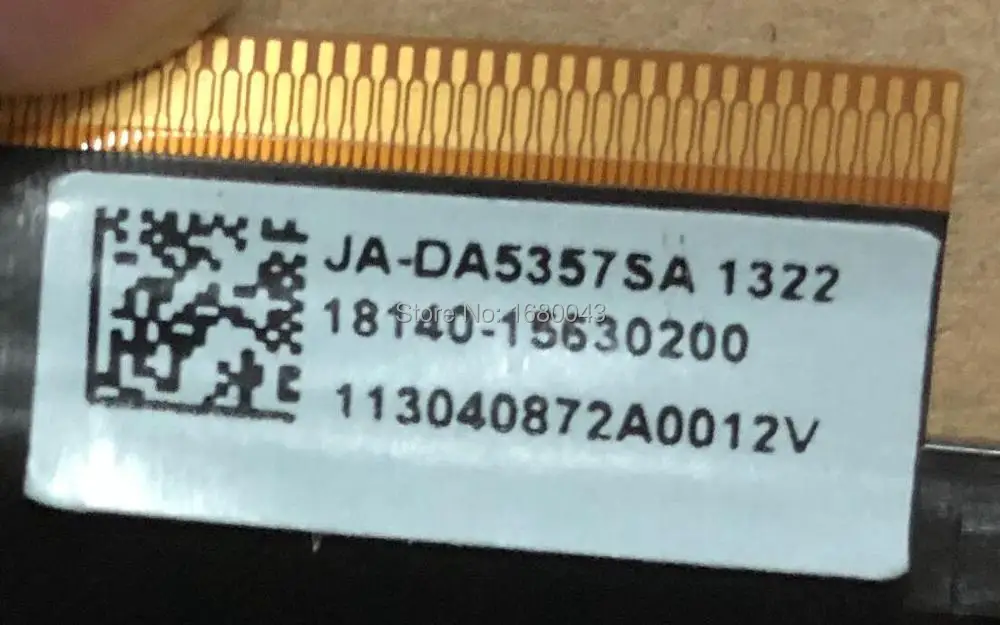 JA-DA5357SA 1322
Store No: 1680043
18140-15630200
113040872A0012V